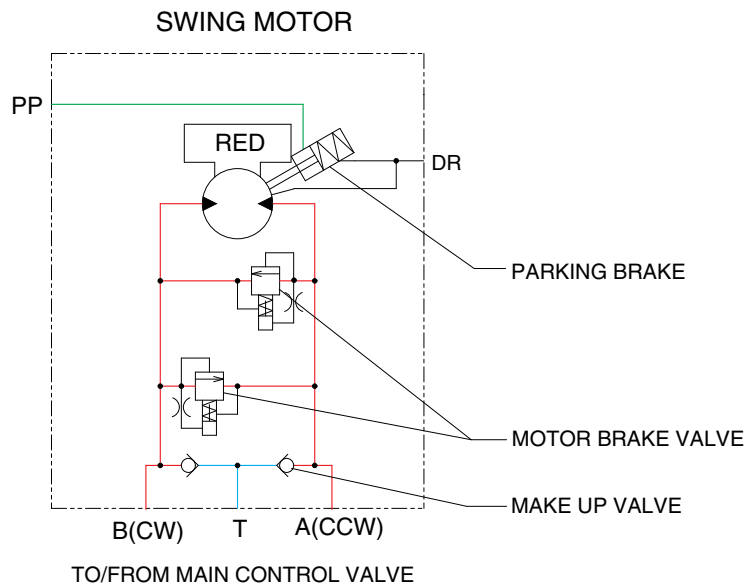 SWING MOTOR
PP
RED
DR
PARKING BRAKE
MOTOR BRAKE VALVE
MAKE UP VALVE
B(CW) T A(CCW)
TO/FROM MAIN CONTROL VALVE